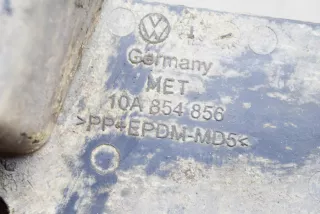 Germany
MET
10A 854 856
>PP+EPDM-MD5<